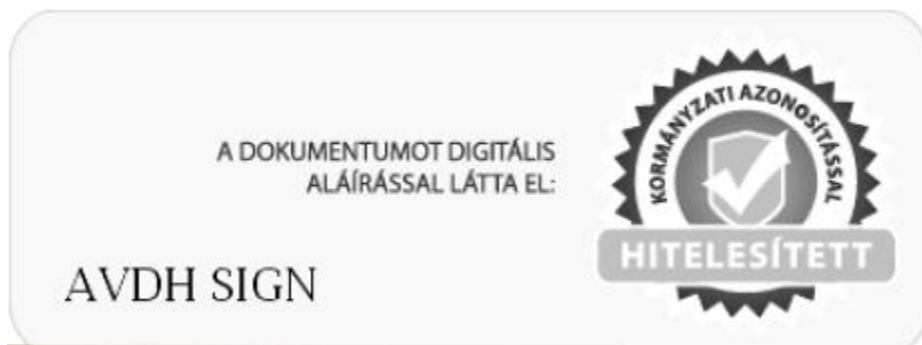 A DOKUMENTUMOT DIGITÁLIS
ALÁÍRÁSSAL LÁTTA EL:
AVDH SIGN
KORMÁNYZATI AZONOSÍTÁSSAL
HITELESÍTETT